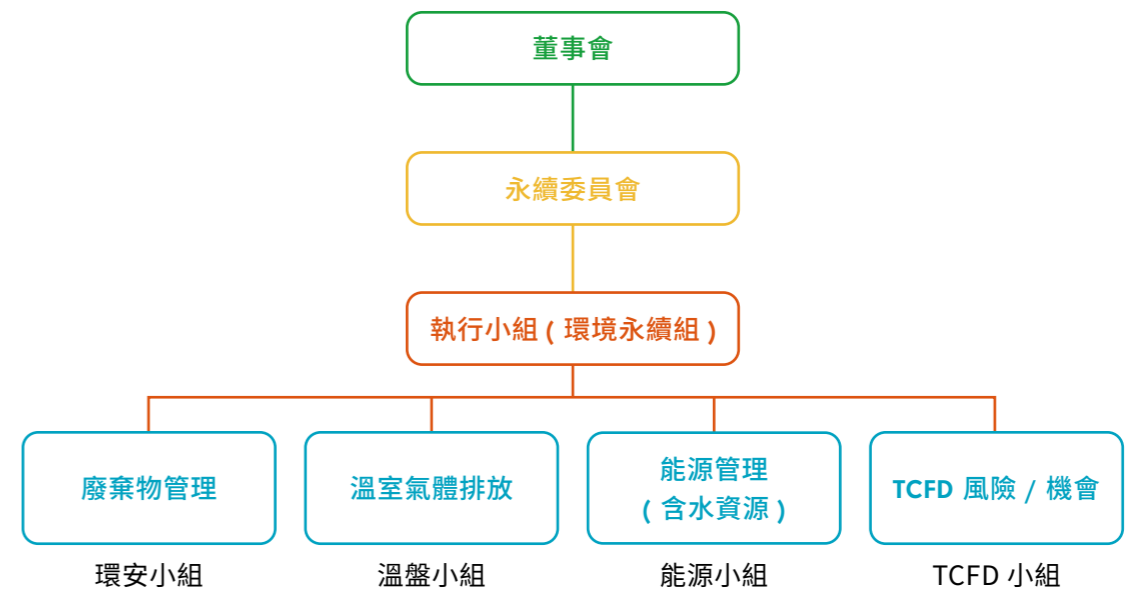 董事會
永續委員會
執行小組 ( 環境永續組 )
廢棄物管理
溫室氣體排放
能源管理
( 含水資源 )
TCFD 風險 / 機會
環安小組
溫盤小組
能源小組
TCFD 小組